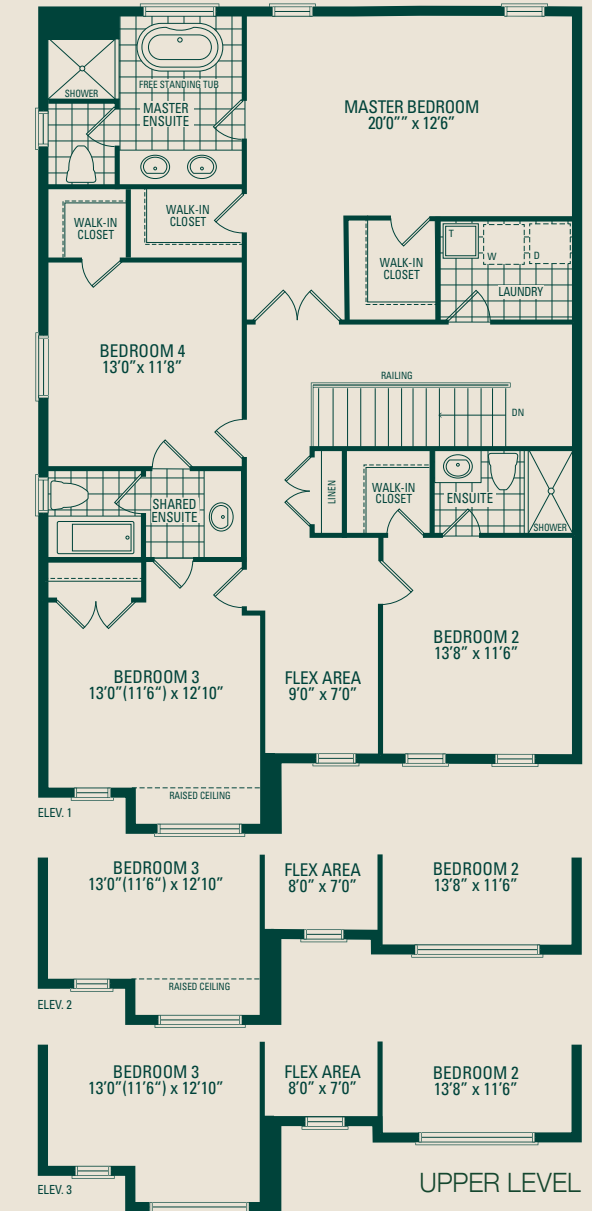 SHOWER
FREE STANDING TUB
MASTER
ENSUITE
MASTER BEDROOM
20'0"" x 12'6"
WALK-IN
CLOSET
WALK-IN
CLOSET
WALK-IN
CLOSET
T
W
D
LAUNDRY
BEDROOM 4
13'0"x 11'8"
RAILING
DN
LINEN
WALK-IN
CLOSET
ENSUITE
SHOWER
SHARED
ENSUITE
BEDROOM 3
13'0"(11'6") x 12'10"
FLEX AREA
9'0" x 7'0"
BEDROOM 2
13'8" x 11'6"
RAISED CEILING
ELEV. 1
BEDROOM 3
13'0"(11'6") x 12'10"
FLEX AREA
8'0" x 7'0"
BEDROOM 2
13'8" x 11'6"
RAISED CEILING
ELEV. 2
BEDROOM 3
13'0"(11'6") x 12'10"
FLEX AREA
8'0" x 7'0"
BEDROOM 2
13'8" x 11'6"
ELEV. 3
UPPER LEVEL